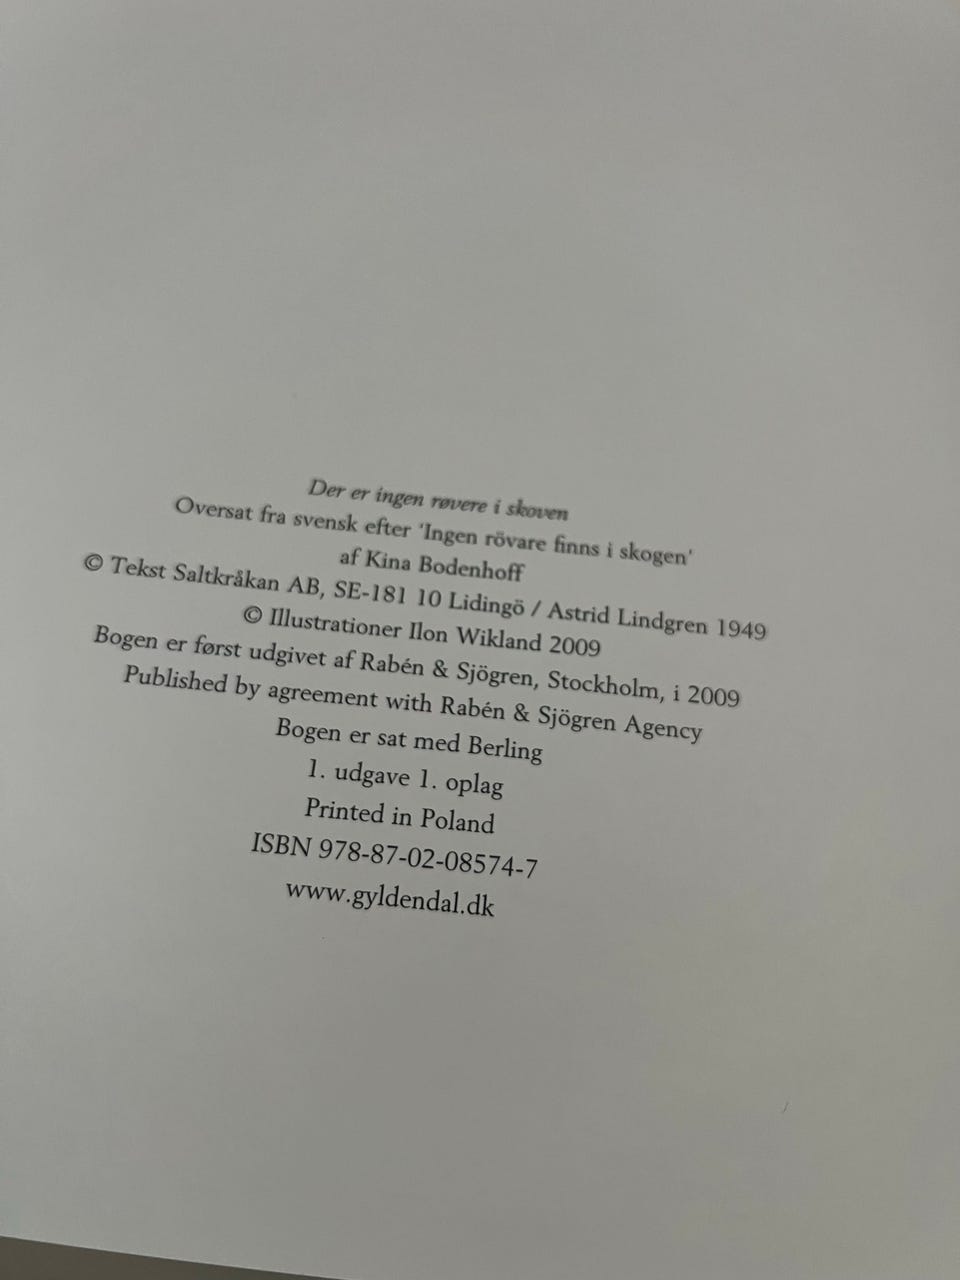 Der er ingen røvere i skoven
Oversat fra svensk efter 'Ingen rövare finns i skogen'
af Kina Bodenhoff
© Tekst Saltkråkan AB, SE-181 10 Lidingö / Astrid Lindgren 1949
© Illustrationer Ilon Wikland 2009
Bogen er først udgivet af Rabén & Sjögren, Stockholm, i 2009
Published by agreement with Rabén & Sjögren Agency
Bogen er sat med Berling
1. udgave 1. oplag
Printed in Poland
ISBN 978-87-02-08574-7
www.gyldendal.dk